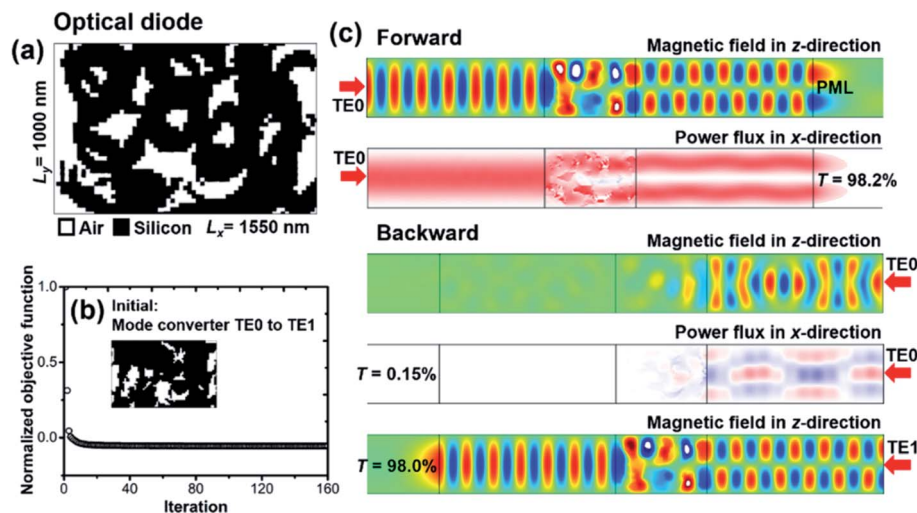 Optical diode
(a)
Ly= 1000 nm
Air Silicon Lx= 1550 nm
(b)
Initial:
Mode converter TE0 to TE1
Normalized objective function
1.0
0.5
0.0
0 40 80 120 160
Iteration
(c)
Forward
Magnetic field in z-direction
TE0
PML
Power flux in x-direction
TE0
T = 98.2%
Backward
Magnetic field in z-direction
TE0
Power flux in x-direction
TE0
T = 0.15%
Magnetic field in z-direction
TE1
T = 98.0%